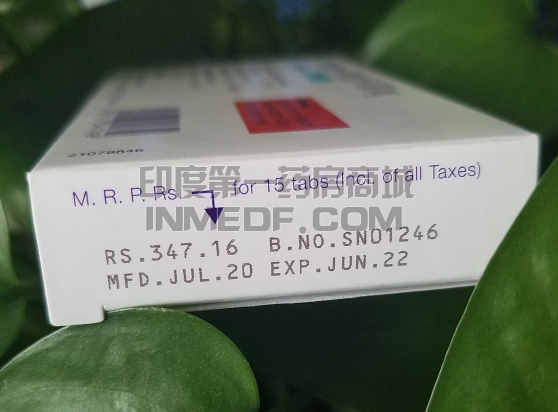 21078846
M. R. P. Rs. for 15 tabs (Incl. of all Taxes)
印度第一药房商城
INMEDF.COM
RS.347.16 B.NO.SN01246
MFD.JUL.20 EXP.JUN.22